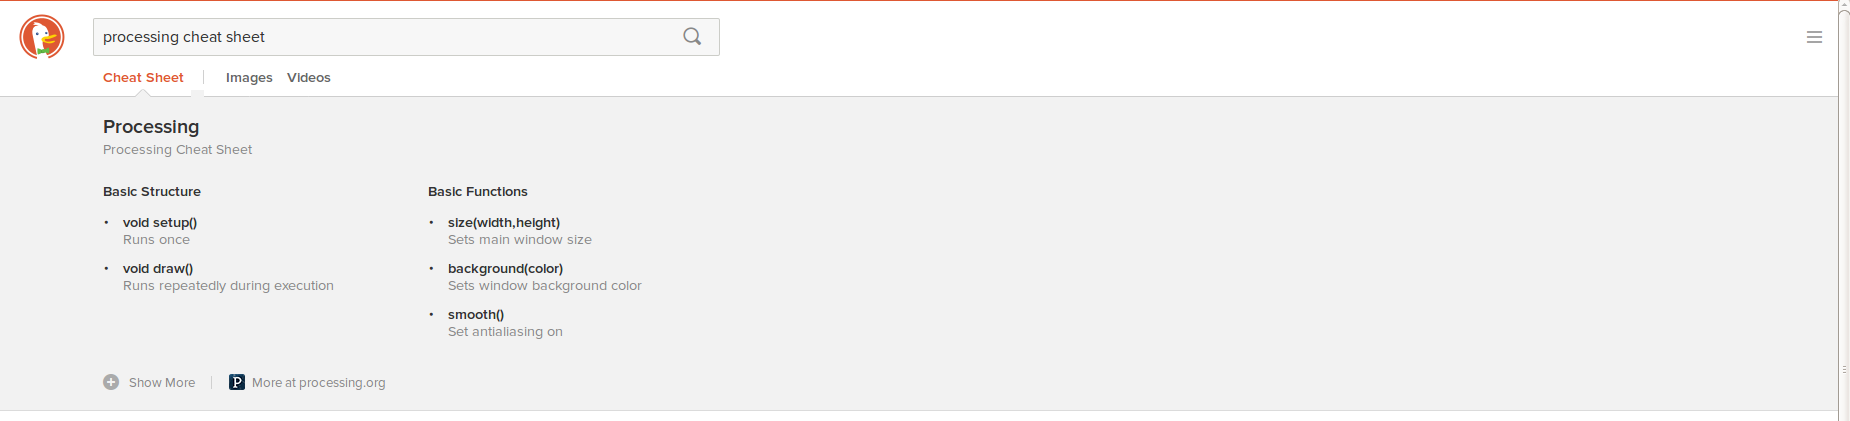 processing cheat sheet
Cheat Sheet Images Videos
Processing
Processing Cheat Sheet
Basic Structure
• void setup()
Runs once
• void draw()
Runs repeatedly during execution
Basic Functions
• size(width,height)
Sets main window size
• background(color)
Sets window background color
• smooth()
Set antialiasing on
Show More
P More at processing.org